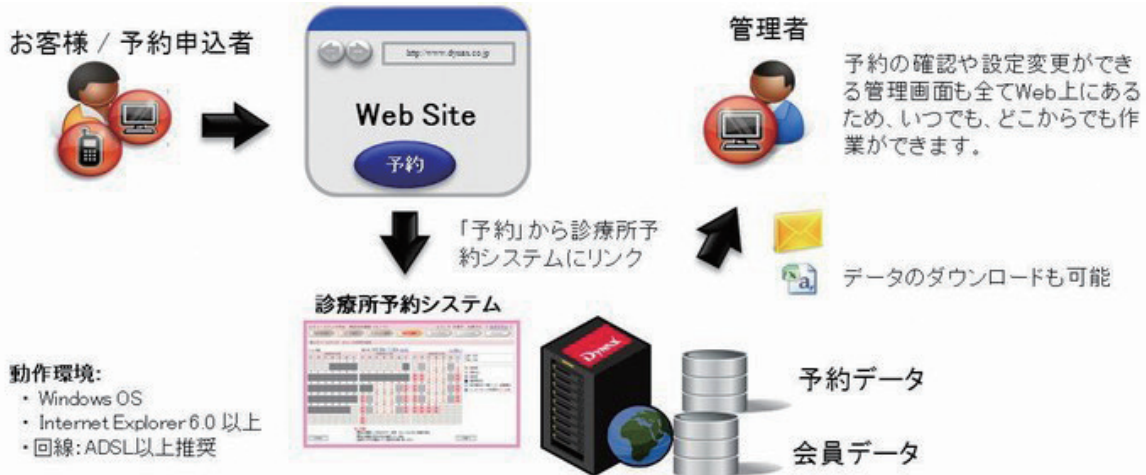 お客様 / 予約申込者
http://www.dynax.co.jp
Web Site
予約
管理者
予約の確認や設定変更ができ
る管理画面も全てWeb上にある
ため、いつでも、どこからでも作
業ができます。
「予約」から診療所予
約システムにリンク
データのダウンロードも可能
診療所予約システム
Dynax
予約データ
会員データ
動作環境:
・ Windows OS
・ Internet Explorer 6.0 以上
・回線: ADSL以上推奨